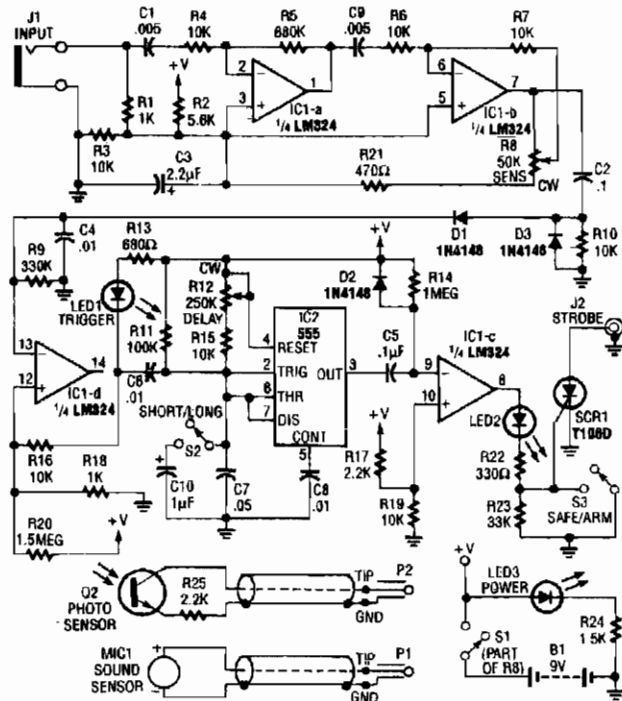 J1
INPUT
C1
.005
R4
10K
R5
680K
C9
.005
R6
10K
R7
10K
+V
2
3
1
IC1-a
1/4 LM324
6
5
7
IC1-b
1/4 LM324
R1
1K
R2
5.6K
R3
10K
C3
2.2µF
+
R21
470Ω
R8
50K
SENS
CW
C2
.1
C4
.01
R13
680Ω
R9
330K
LED1
TRIGGER
CW
R12
250K
DELAY
R11
100K
R15
10K
+V
D2
1N4148
R14
1MEG
D1
1N4148
D3
1N4148
R10
10K
J2
STROBE
IC2
555
4
RESET
2
TRIG
OUT
3
6
THR
7
DIS
CONT
5
C5
.1µF
IC1-c
1/4 LM324
9
10
8
13
12
14
IC1-d
1/4 LM324
C6
.01
SHORT/LONG
S2
+V
R17
2.2K
LED2
SCR1
T106D
R16
10K
R18
1K
C10
1µF
C7
.05
C8
.01
R19
10K
R22
330Ω
R23
33K
S3
SAFE/ARM
R20
1.5MEG
+V
Q2
PHOTO
SENSOR
R25
2.2K
TIP
P2
GND
MIC1
SOUND
SENSOR
+
-
TIP
P1
GND
+V
LED3
POWER
S1
(PART
OF R8)
B1
9V
R24
1.5K